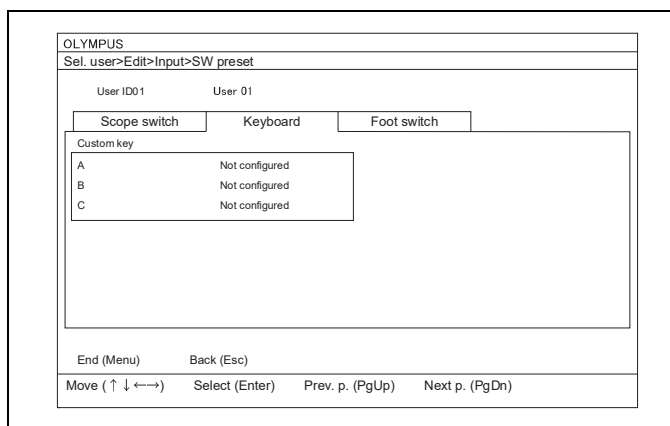 OLYMPUS
Sel. user>Edit>Input>SW preset
User ID01 User 01
Scope switch Keyboard Foot switch
Custom key
A Not configured
B Not configured
C Not configured
End (Menu) Back (Esc)
Move (↑↓←→) Select (Enter) Prev. p. (PgUp) Next p. (PgDn)